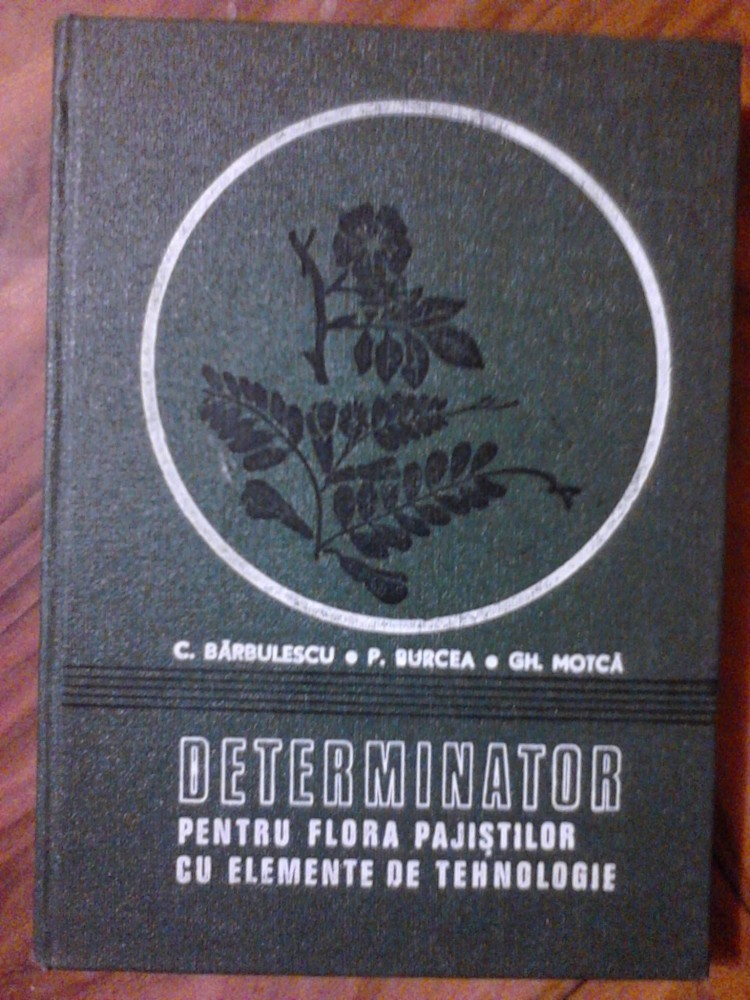 C. BĂRBULESCU • P. BURCEA • GH. MOTCĂ
DETERMINATOR
PENTRU FLORA PAJIȘTILOR
CU ELEMENTE DE TEHNOLOGIE